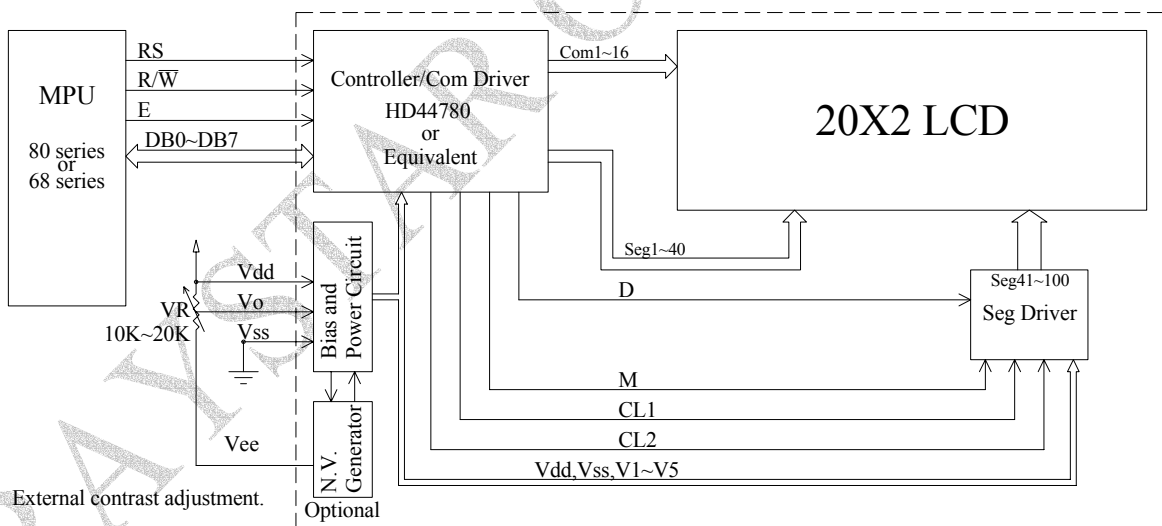 RS
R/W̅
E
DB0~DB7
MPU
80 series
or
68 series
Controller/Com Driver
HD44780
or
Equivalent
Com1~16
20X2 LCD
Seg1~40
D
Seg41~100
Seg Driver
Vdd
Vo
VR
10K~20K
Vss
Bias and
Power Circuit
M
CL1
CL2
Vdd,Vss,V1~V5
Vee
N.V.
Generator
Optional
External contrast adjustment.